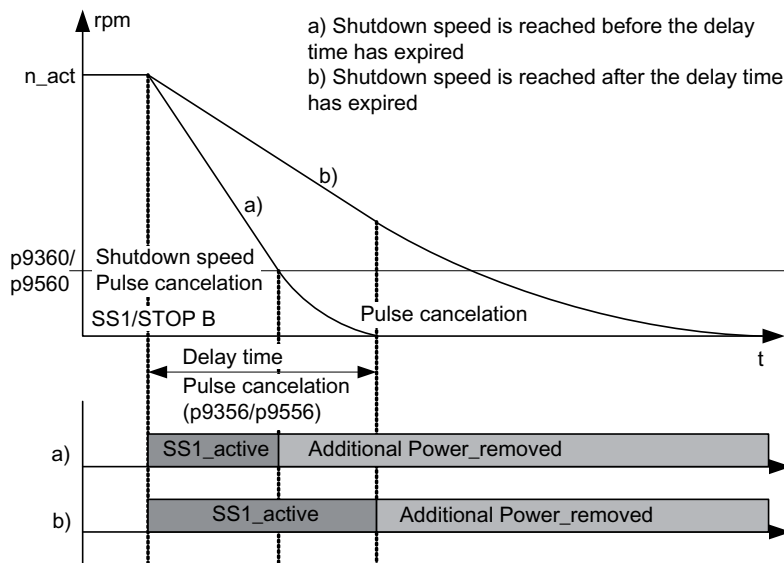 rpm
a) Shutdown speed is reached before the delay
time has expired
b) Shutdown speed is reached after the delay time
has expired
n_act
b)
a)
p9360/
p9560
Shutdown speed
Pulse cancelation
SS1/STOP B
Pulse cancelation
t
Delay time
Pulse cancelation
(p9356/p9556)
a)
SS1_active
Additional Power_removed
b)
SS1_active
Additional Power_removed